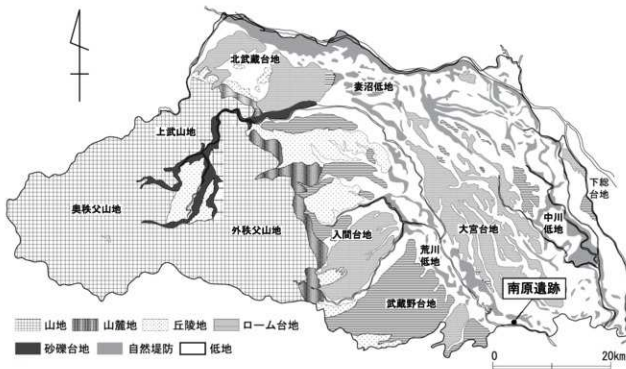 北武蔵台地
妻沼低地
上武山地
下総台地
奥秩父山地
外秩父山地
入間台地
荒川低地
大宮台地
中川低地
武蔵野台地
南原遺跡
山地 山麓地 丘陵地 ローム台地
砂礫台地 自然堤防 低地
0 20km